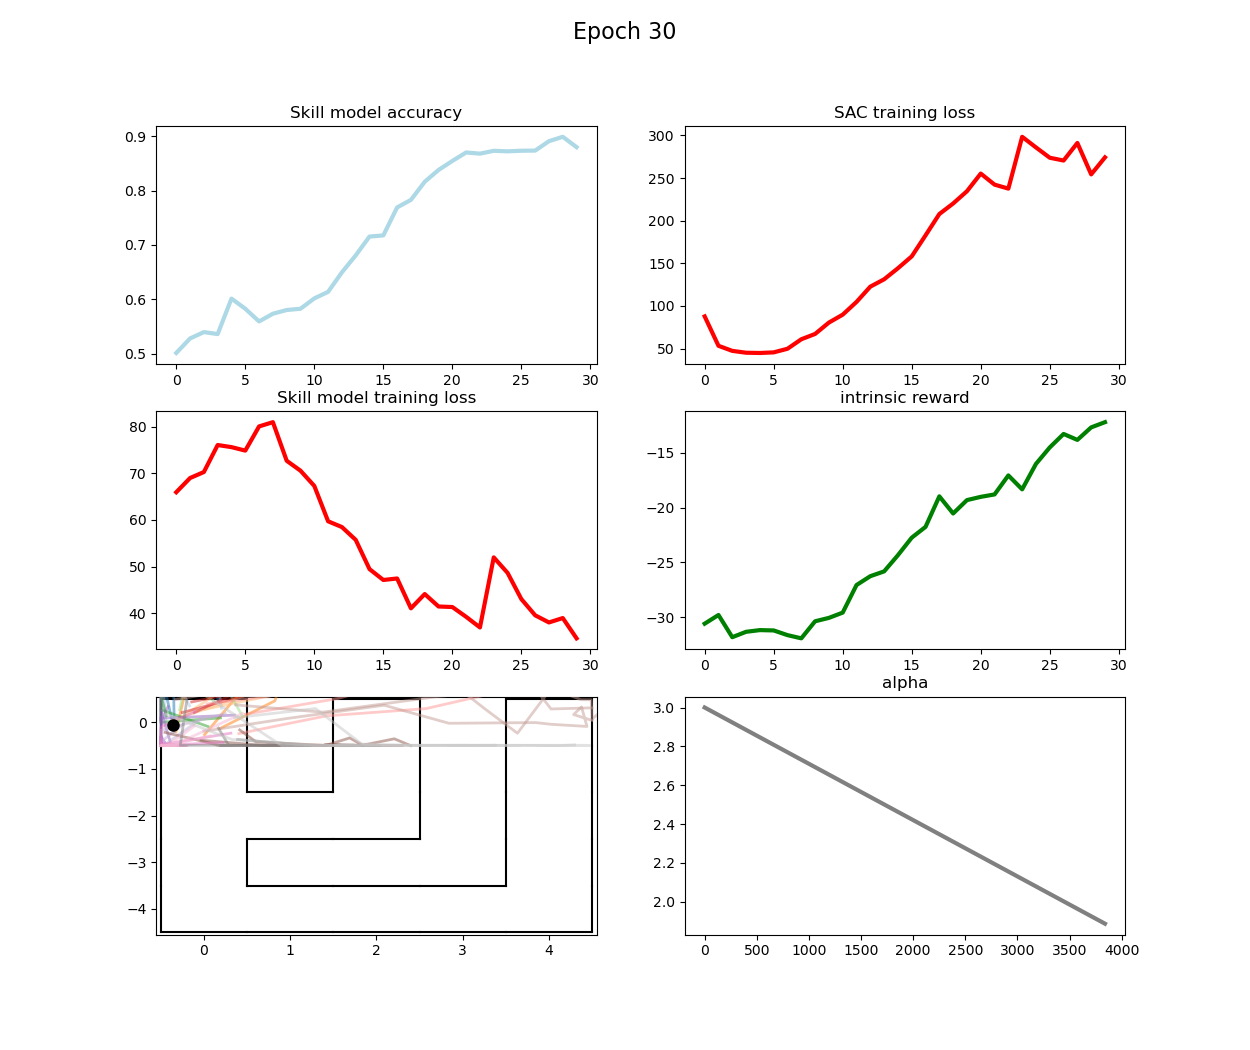 Epoch 30
Skill model accuracy
0.9
0.8
0.7
0.6
0.5
0 5 10 15 20 25 30
SAC training loss
300
250
200
150
100
50
0 5 10 15 20 25 30
Skill model training loss
80
70
60
50
40
0 5 10 15 20 25 30
intrinsic reward
−15
−20
−25
−30
0 5 10 15 20 25 30
0
−1
−2
−3
−4
0 1 2 3 4
alpha
3.0
2.8
2.6
2.4
2.2
2.0
0 500 1000 1500 2000 2500 3000 3500 4000